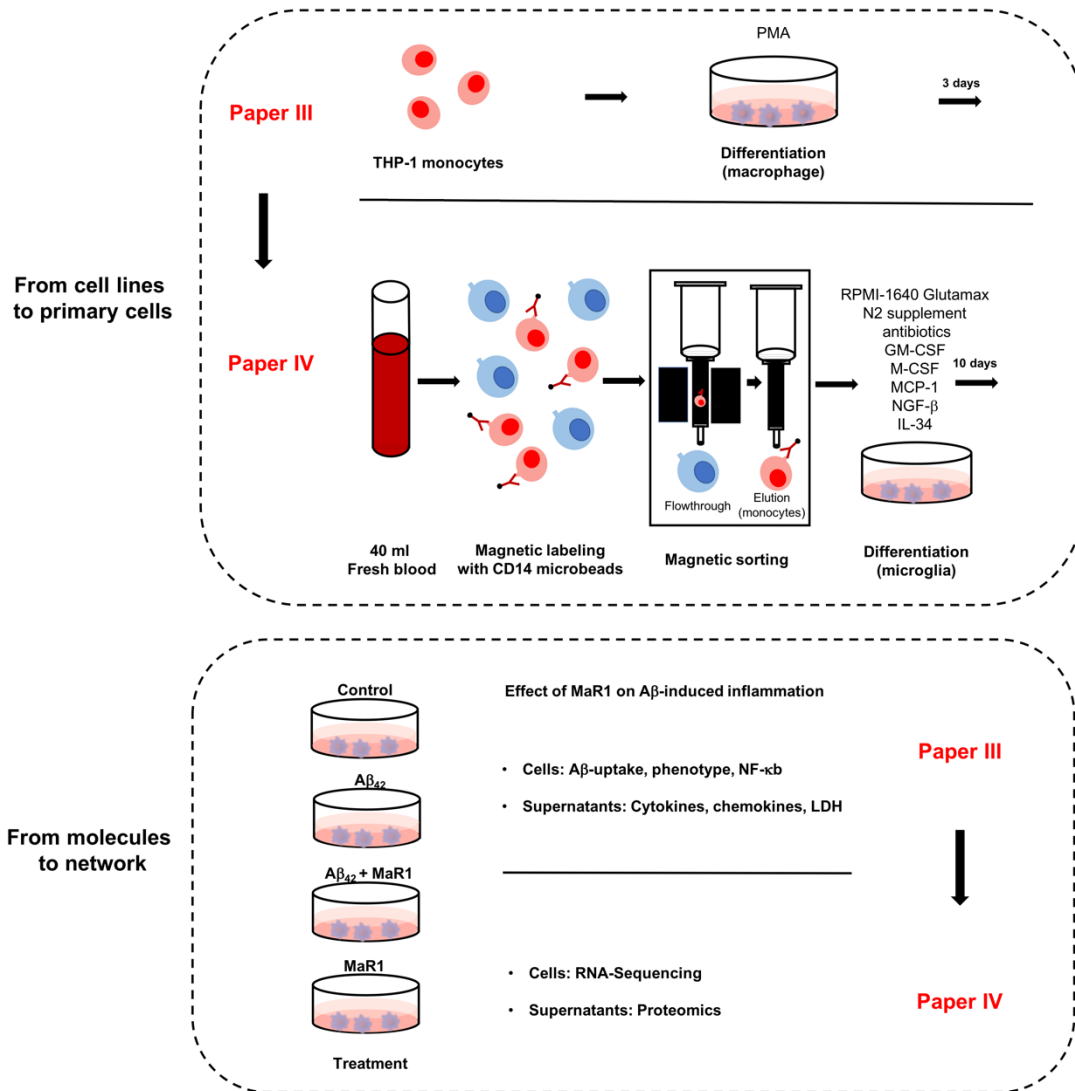 PMA
3 days
Paper III
THP-1 monocytes
Differentiation
(macrophage)
From cell lines
to primary cells
Paper IV
RPMI-1640 Glutamax
N2 supplement
antibiotics
GM-CSF
M-CSF
MCP-1
NGF-β
IL-34
10 days
Flowthrough
Elution
(monocytes)
40 ml
Fresh blood
Magnetic labeling
with CD14 microbeads
Magnetic sorting
Differentiation
(microglia)
From molecules
to network
Control
Aβ42
Aβ42 + MaR1
MaR1
Treatment
Effect of MaR1 on Aβ-induced inflammation
• Cells: Aβ-uptake, phenotype, NF-κb
• Supernatants: Cytokines, chemokines, LDH
Paper III
• Cells: RNA-Sequencing
• Supernatants: Proteomics
Paper IV